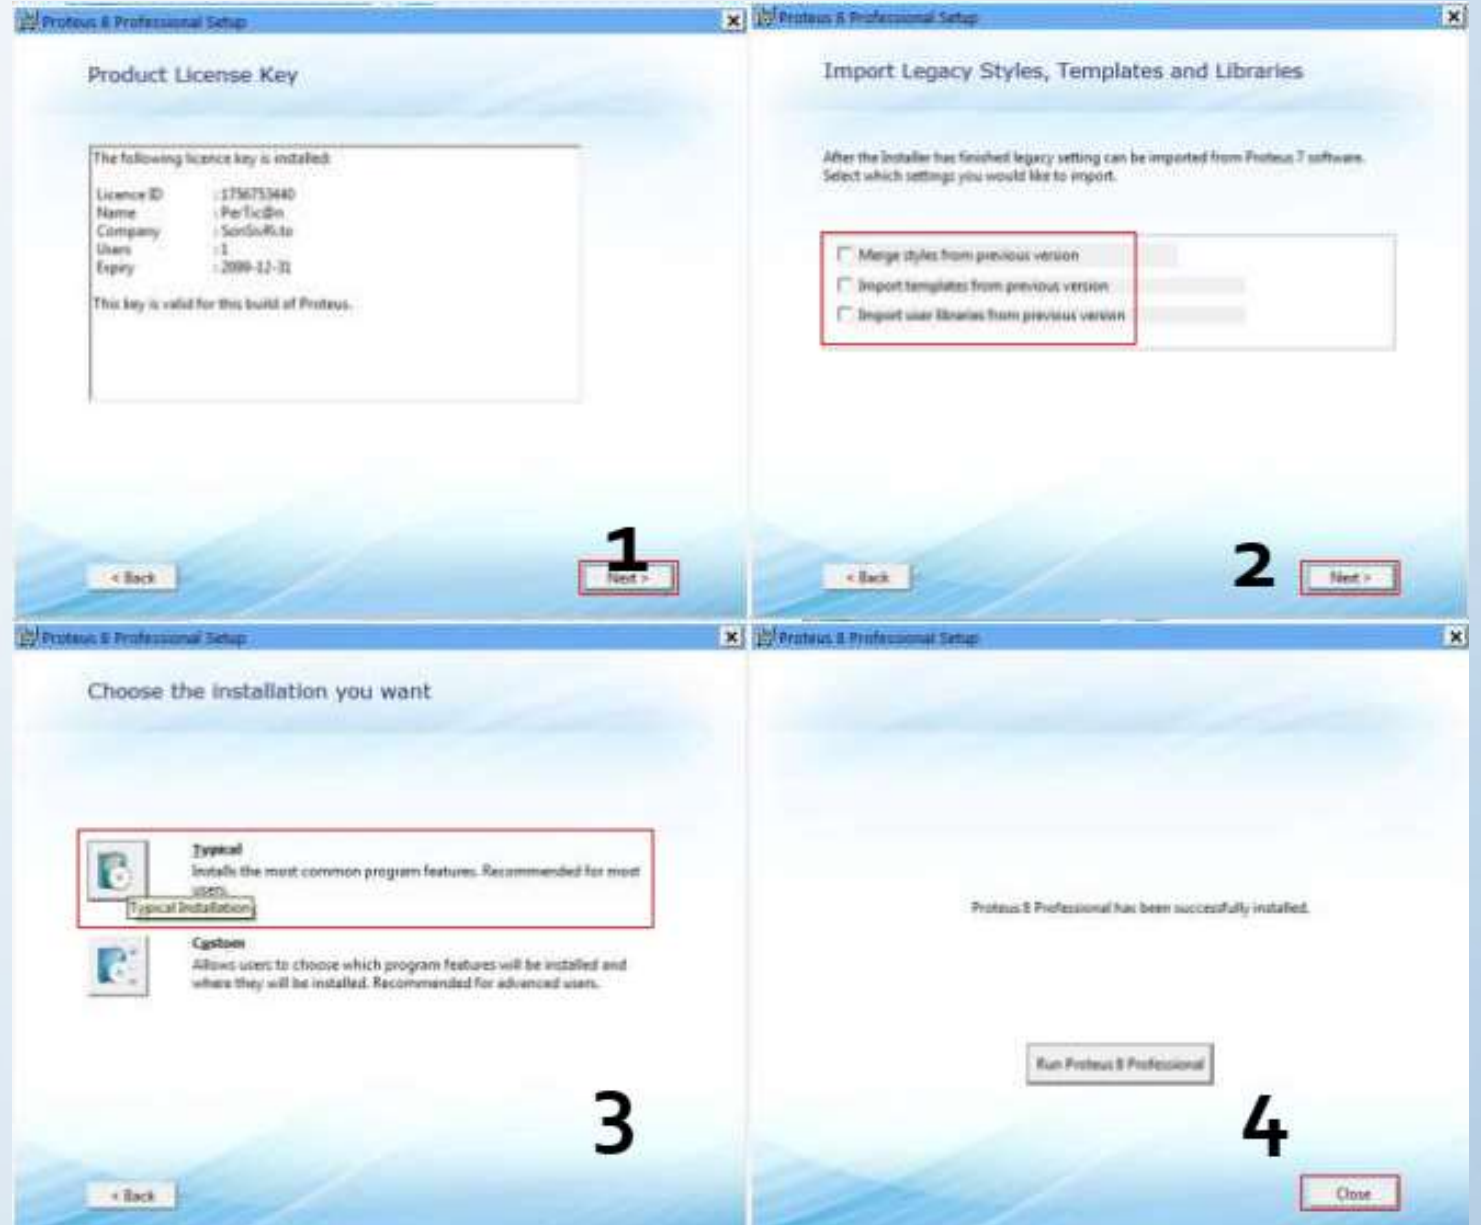 Proteus 8 Professional Setup
Product License Key
The following licence key is installed:
Licence ID : 1756753440
Name : PerTic@n
Company
Users : 1
Expiry : 2099-12-31
This key is valid for this build of Proteus.
< Back
1
Next >
Proteus 8 Professional Setup
Import Legacy Styles, Templates and Libraries
After the Installer has finished legacy setting can be imported from Proteus 7 software.
Select which settings you would like to import.
Merge styles from previous version
Import templates from previous version
Import user libraries from previous version
< Back
2
Next >
Proteus 8 Professional Setup
Choose the installation you want
Typical
Installs the most common program features. Recommended for most
users.
Typical Installation
Custom
Allows users to choose which program features will be installed and
where they will be installed. Recommended for advanced users.
3
< Back
Proteus 8 Professional Setup
Proteus 8 Professional has been successfully installed.
Run Proteus 8 Professional
4
Close